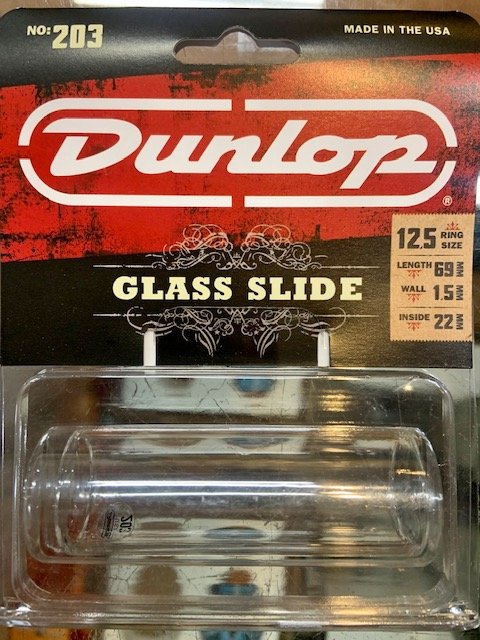 NO: 203
MADE IN THE USA
DUNLOP
®
12.5 RING SIZE
LENGTH 69 MM
WALL 1.5 MM
INSIDE 22 MM
GLASS SLIDE
203